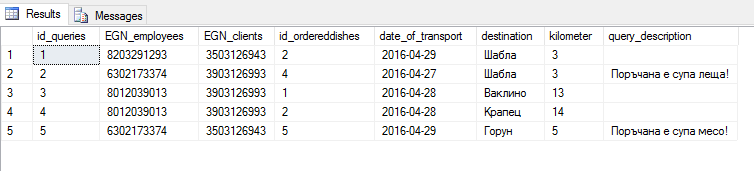 Results Messages
id_queries EGN_employees EGN_clients id_ordereddishes date_of_transport destination kilometer query_description
1 1 8203291293 3503126943 2 2016-04-29 Шабла 3
2 2 6302173374 3903126993 4 2016-04-27 Шабла 3 Поръчана е супа леща!
3 3 8012039013 3903126993 1 2016-04-28 Ваклино 13
4 4 8012039013 3903126993 2 2016-04-28 Крапец 14
5 5 6302173374 3503126943 5 2016-04-29 Горун 5 Поръчана е супа месо!